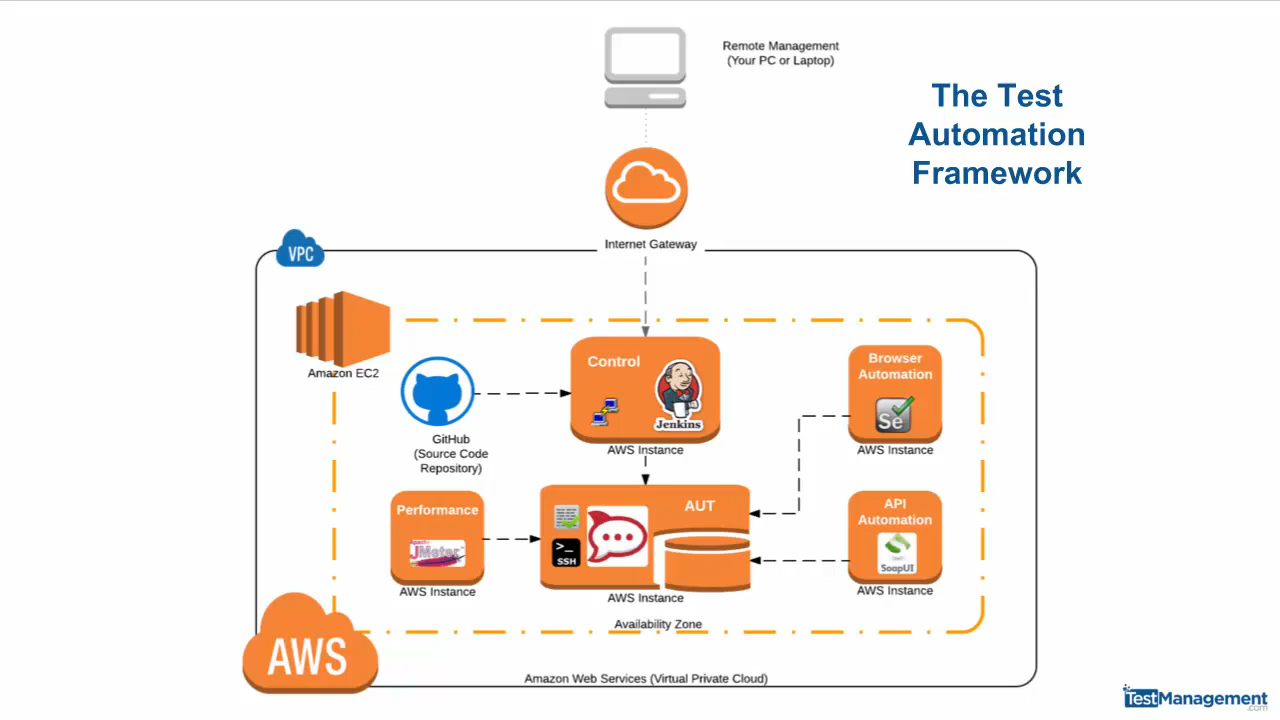 Remote Management
(Your PC or Laptop)
The Test
Automation
Framework
Internet Gateway
VPC
Amazon EC2
Control
Jenkins
AWS Instance
GitHub
(Source Code
Repository)
Browser
Automation
Se
AWS Instance
Performance
Apache
JMeter
AWS Instance
AUT
>_
SSH
AWS Instance
API
Automation
SoapUI
AWS Instance
Availability Zone
AWS
Amazon Web Services (Virtual Private Cloud)
TestManagement
.com